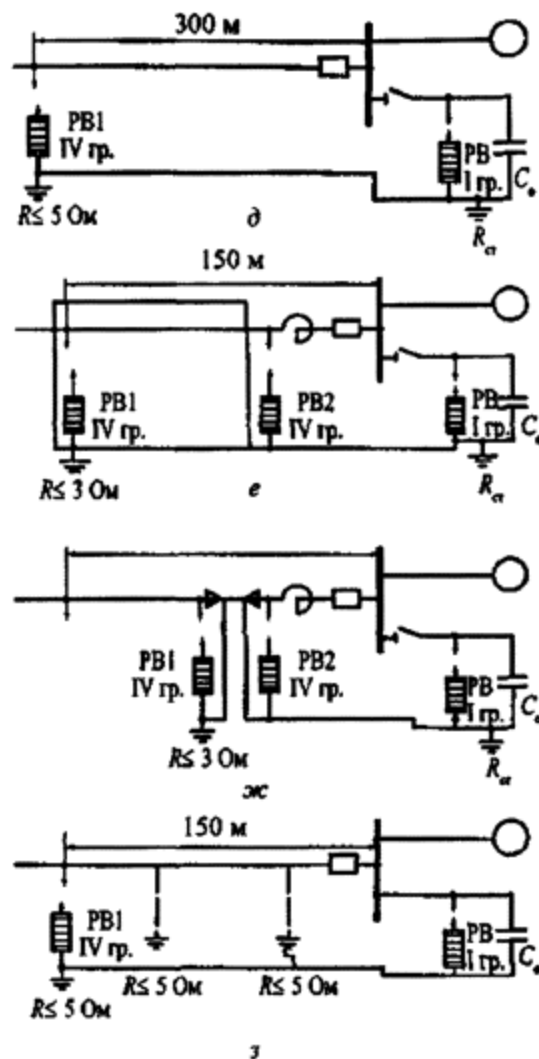 300 м
РВ1
IV гр.
РВ
I гр.
R≤ 5 Ом
д
150 м
РВ1
IV гр.
РВ2
IV гр.
РВ
I гр.
R≤ 3 Ом
е
РВ1
IV гр.
РВ2
IV гр.
РВ
I гр.
R≤ 3 Ом
ж
150 м
РВ1
IV гр.
РВ
I гр.
R≤ 5 Ом
R≤ 5 Ом
R≤ 5 Ом
з